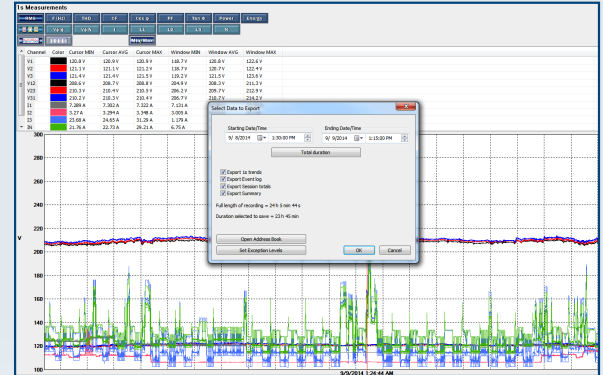 1s Measurements
RMS F (Hz) THD CF Cos φ PF Tan Φ Power Energy
L1 L2 L3 N
Min/Max
Channel Color Cursor MIN Cursor AVG Cursor MAX Window MIN Window AVG Window MAX
V1 120.8 V 120.9 V 120.9 V 118.7 V 120.8 V 122.6 V
V2 121.1 V 121.1 V 121.2 V 118.7 V 120.7 V 122.4 V
V3 121.4 V 121.4 V 121.5 V 119.2 V 121.5 V 123.6 V
V12 208.6 V 208.7 V 208.8 V 204.9 V 208.3 V 211.3 V
V23 210.3 V 210.4 V 210.4 V 206.2 V 209.7 V 212.9 V
V31 210.2 V 210.3 V 210.4 V 206.7 V 210.7 V 214.2 V
I1 7.289 A 7.302 A 7.322 A 7.131 A
I2 3.27 A 3.294 A 3.348 A 3.005 A
I3 23.68 A 24.65 A 31.29 A 1.179 A
IN 21.76 A 22.73 A 29.21 A 6.75 A
Select Data to Export
Starting Date/Time Ending Date/Time
9/ 8/2014 1:30:00 PM 9/ 9/2014 1:15:00 PM
Total duration
Export 1s trends
Export Event log
Export Session totals
Export Summary
Full length of recording = 24 h 5 min 44 s
Duration selected to save = 23 h 45 min
Open Address Book
Set Exception Levels OK Cancel
300
280
260
240
V
220
200
180
160
140
120
100
9/9/2014 1:24:44 AM